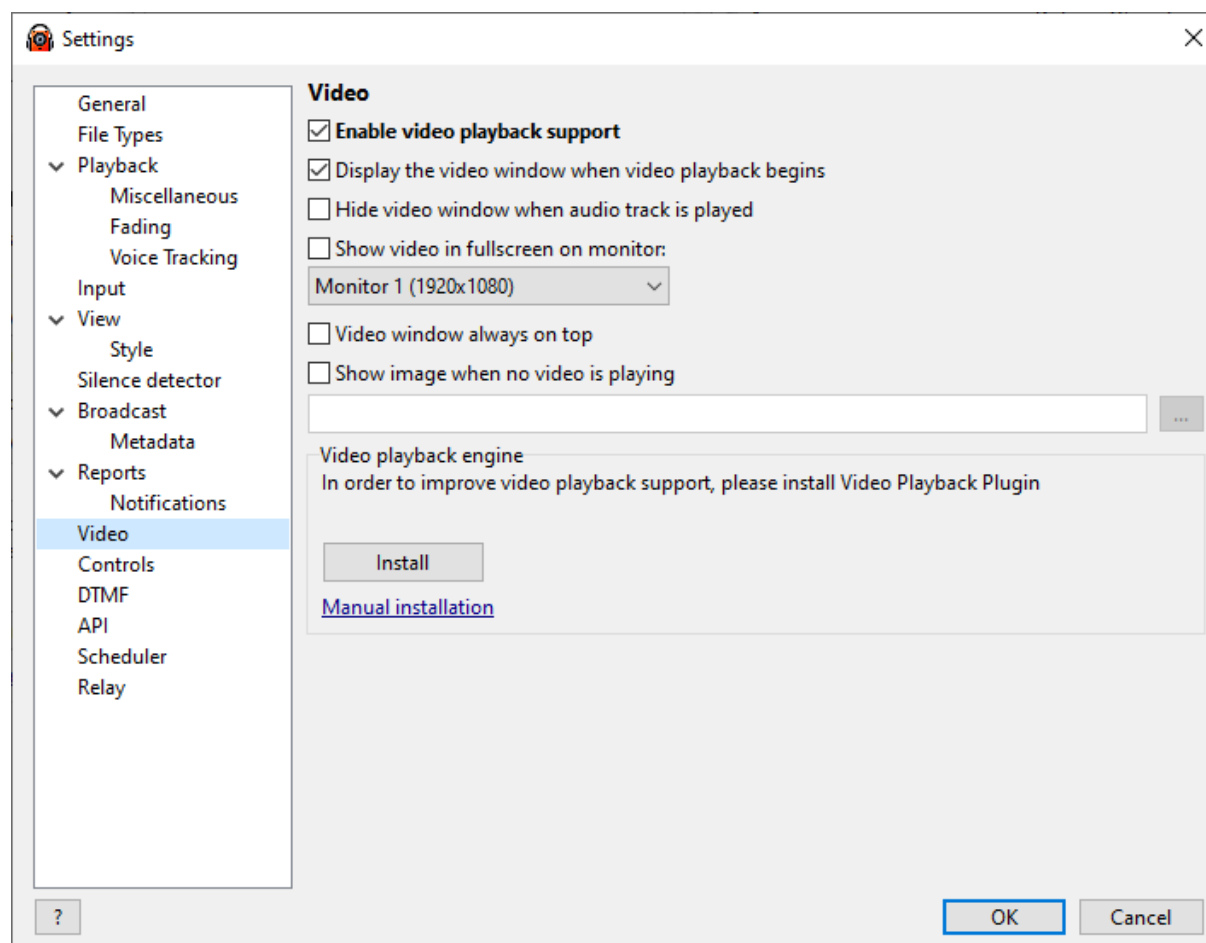 Settings
General
File Types
Playback
Miscellaneous
Fading
Voice Tracking
Input
View
Style
Silence detector
Broadcast
Metadata
Reports
Notifications
Video
Controls
DTMF
API
Scheduler
Relay
Video
Enable video playback support
Display the video window when video playback begins
Hide video window when audio track is played
Show video in fullscreen on monitor:
Monitor 1 (1920x1080)
Video window always on top
Show image when no video is playing
...
Video playback engine
In order to improve video playback support, please install Video Playback Plugin
Install
Manual installation
?
OK
Cancel